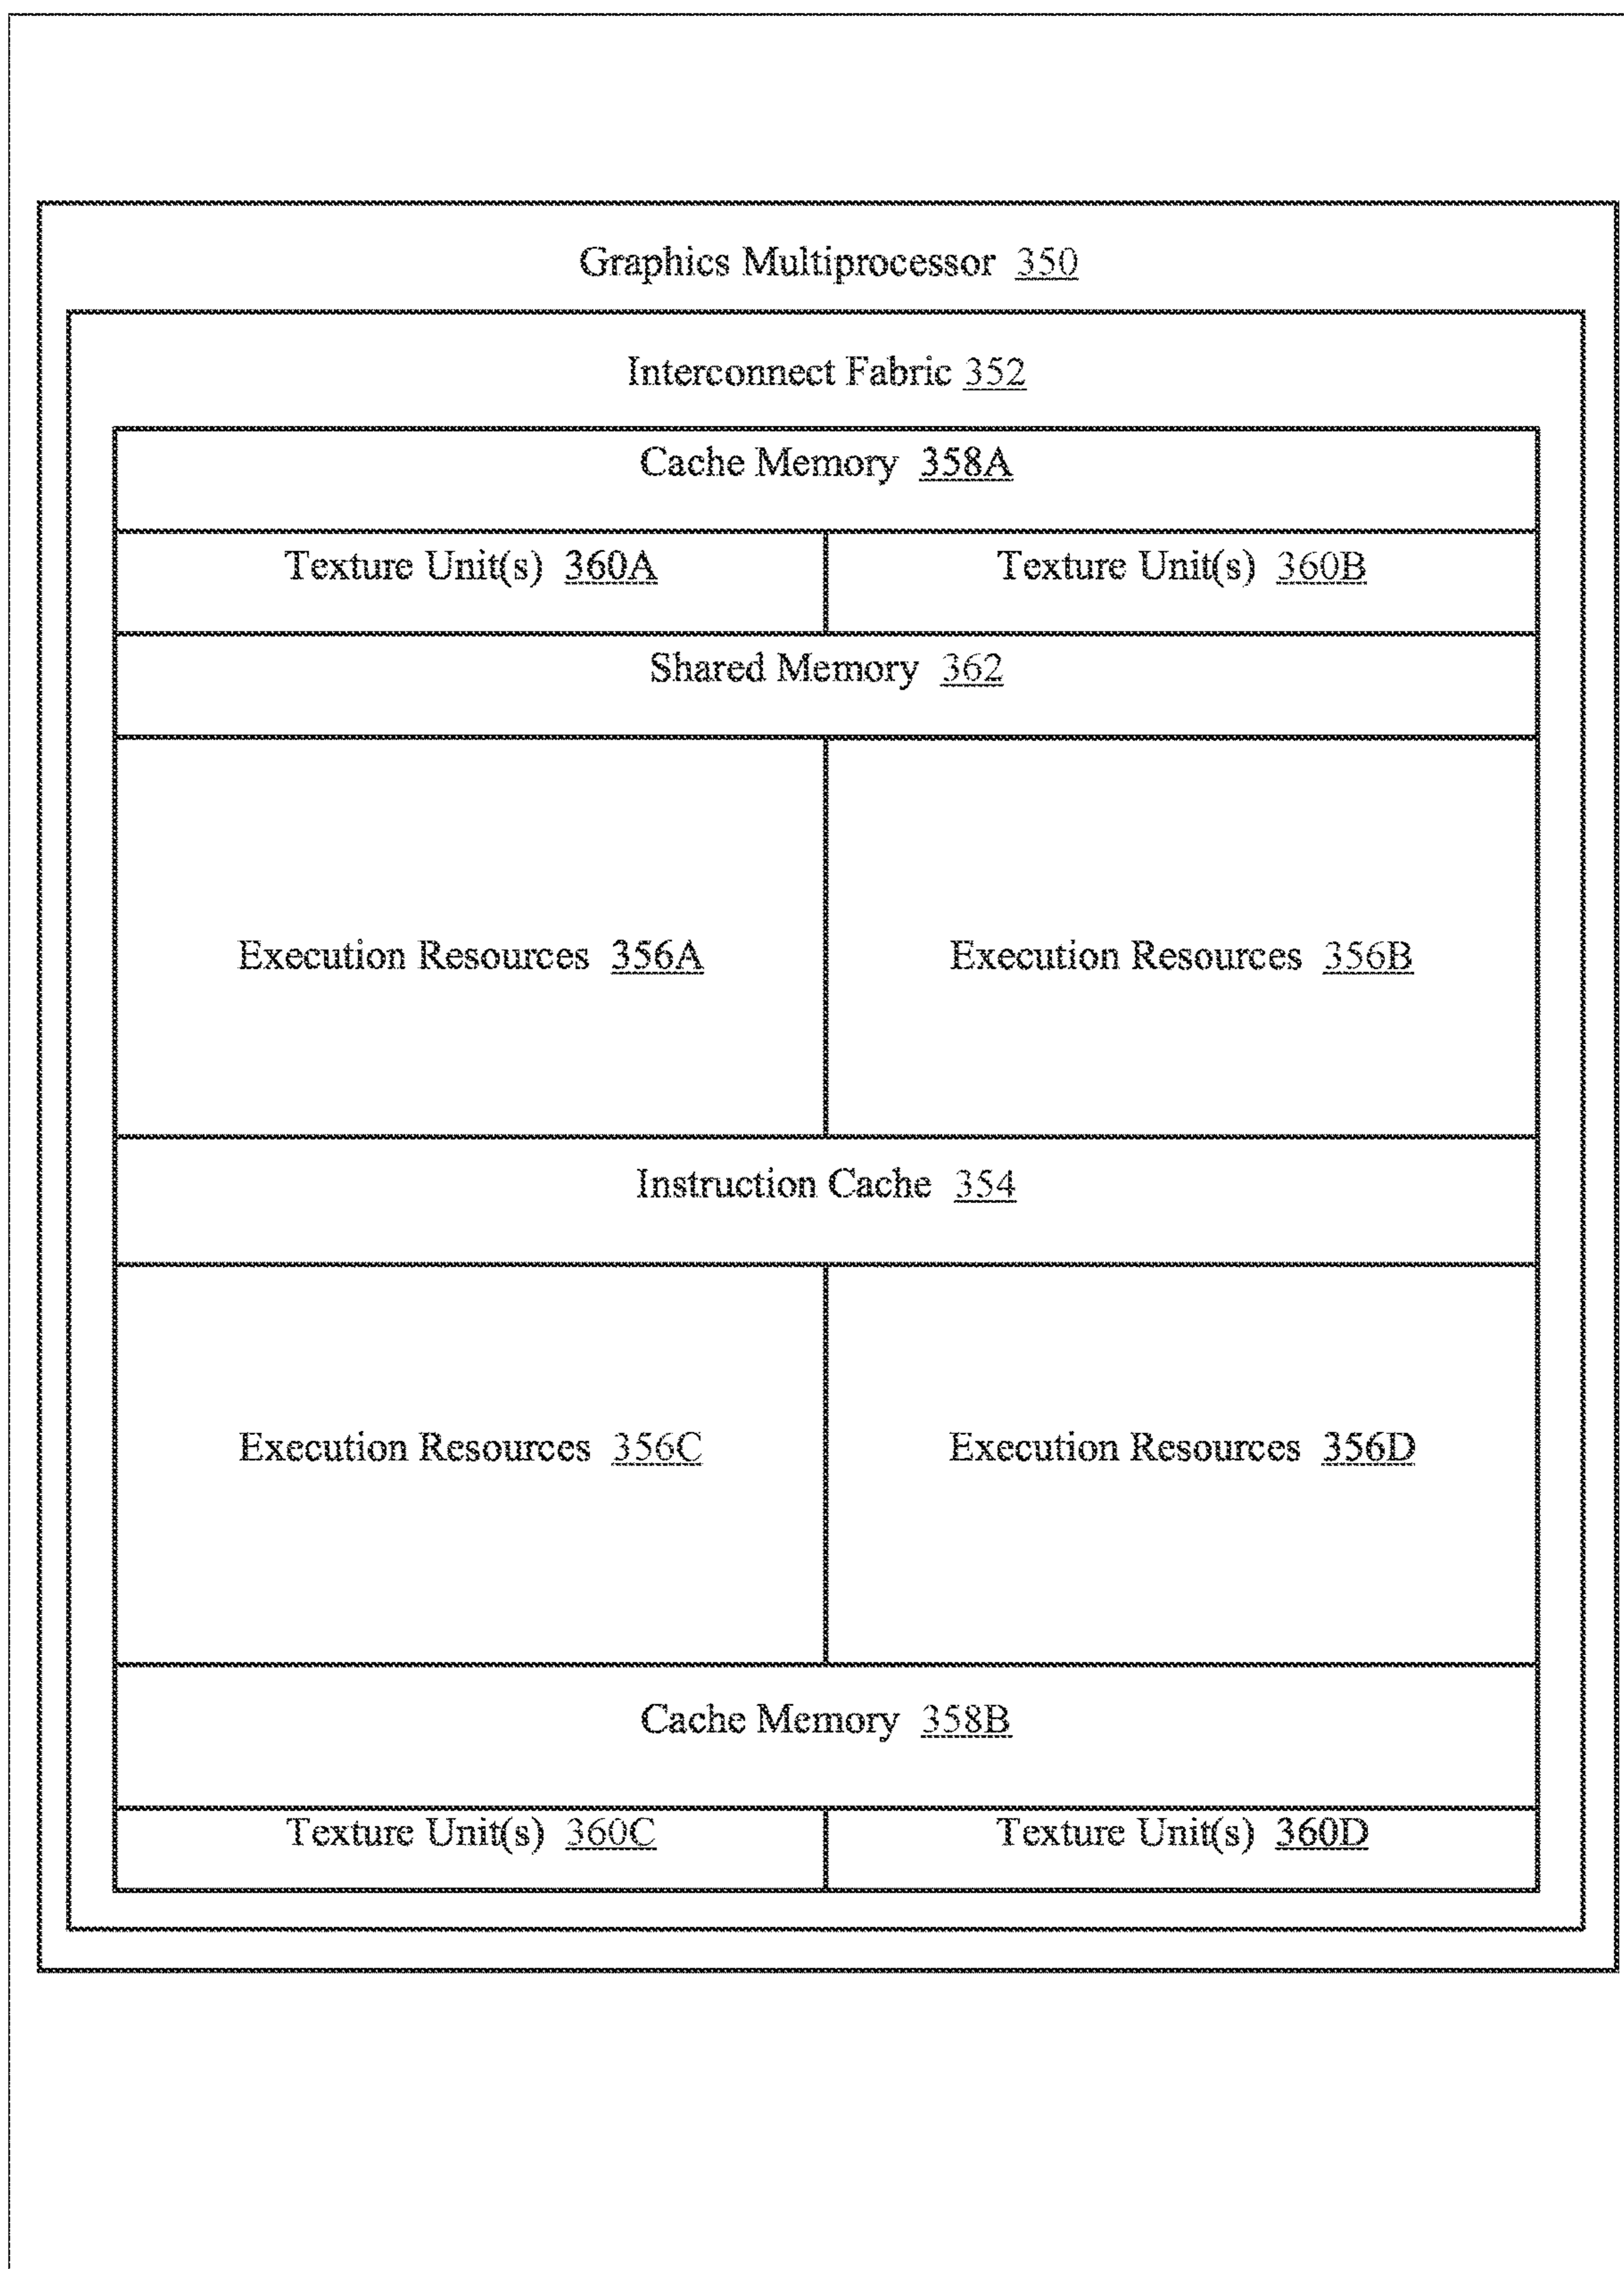 Graphics Multiprocessor 350
Interconnect Fabric 352
Cache Memory 358A
Texture Unit(s) 360A
Texture Unit(s) 360B
Shared Memory 362
Execution Resources 356A
Execution Resources 356B
Instruction Cache 354
Execution Resources 356C
Execution Resources 356D
Cache Memory 358B
Texture Unit(s) 360C
Texture Unit(s) 360D